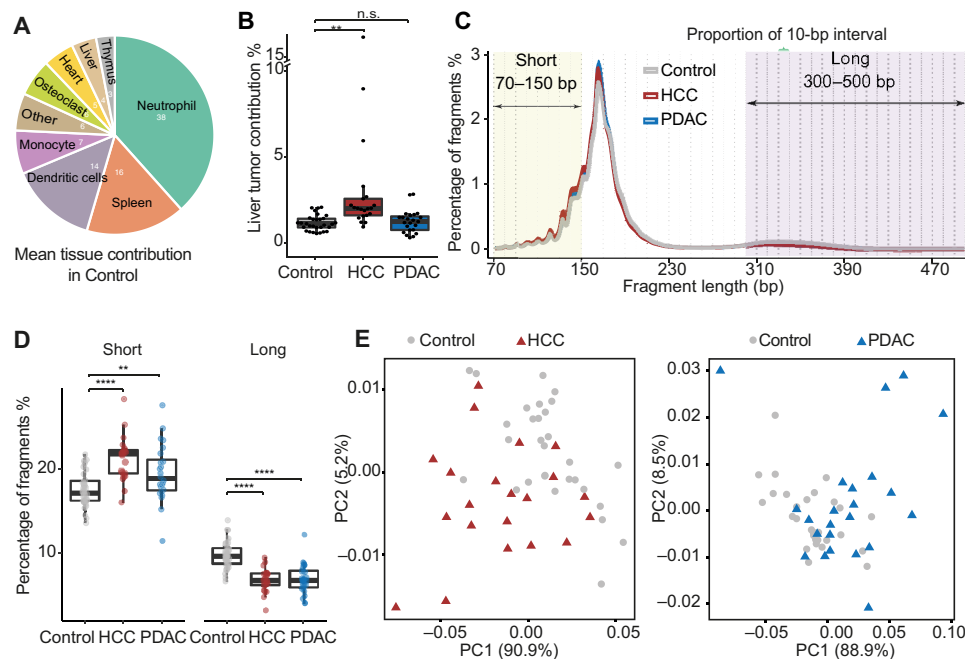 A
Thymus
Liver
Heart
Osteoclast
Other
Monocyte
Dendritic cells
Spleen
Neutrophil
38
16
14
7
6
5
Mean tissue contribution
in Control
B
n.s.
**
Liver tumor contribution %
15
10
5
0
Control HCC PDAC
C
Proportion of 10-bp interval
Short
70–150 bp
Long
300–500 bp
Control
HCC
PDAC
Percentage of fragments %
3
2
1
0
70 150 230 310 390 470
Fragment length (bp)
D
Short Long
**
****
****
****
Percentage of fragments %
20
10
Control HCC PDAC Control HCC PDAC
E
Control HCC
PC2 (5.2%)
0.01
0.00
−0.01
−0.05 0.00 0.05
PC1 (90.9%)
Control PDAC
PC2 (8.5%)
0.03
0.02
0.01
0.00
−0.01
−0.02
−0.05 0.00 0.05 0.10
PC1 (88.9%)